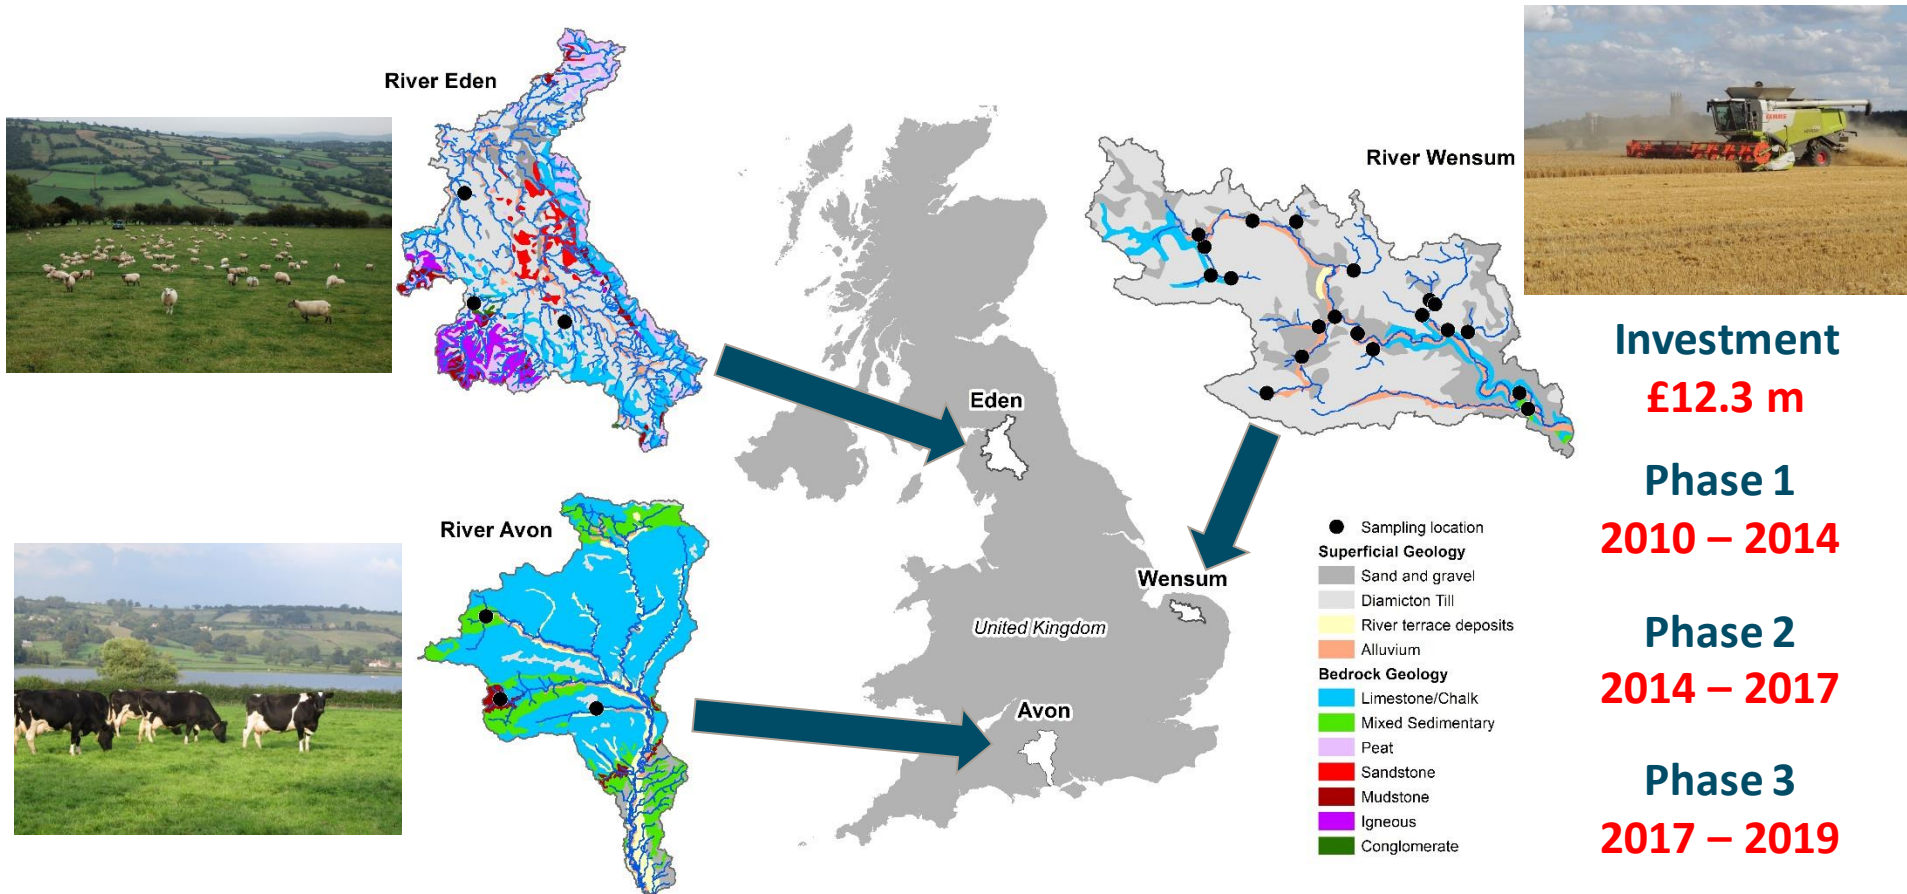 River Eden
River Wensum
CLAAS
Investment
£12.3 m
Eden
Phase 1
2010 – 2014
River Avon
Wensum
United Kingdom
Avon
Sampling location
Superficial Geology
Sand and gravel
Diamicton Till
River terrace deposits
Alluvium
Bedrock Geology
Limestone/Chalk
Mixed Sedimentary
Peat
Sandstone
Mudstone
Igneous
Conglomerate
Phase 2
2014 – 2017
Phase 3
2017 – 2019